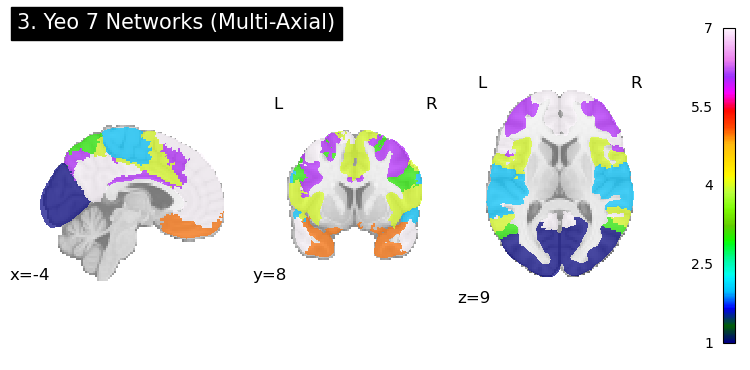 3. Yeo 7 Networks (Multi-Axial)
L R
L R
x=-4
y=8
z=9
7
5.5
4
2.5
1